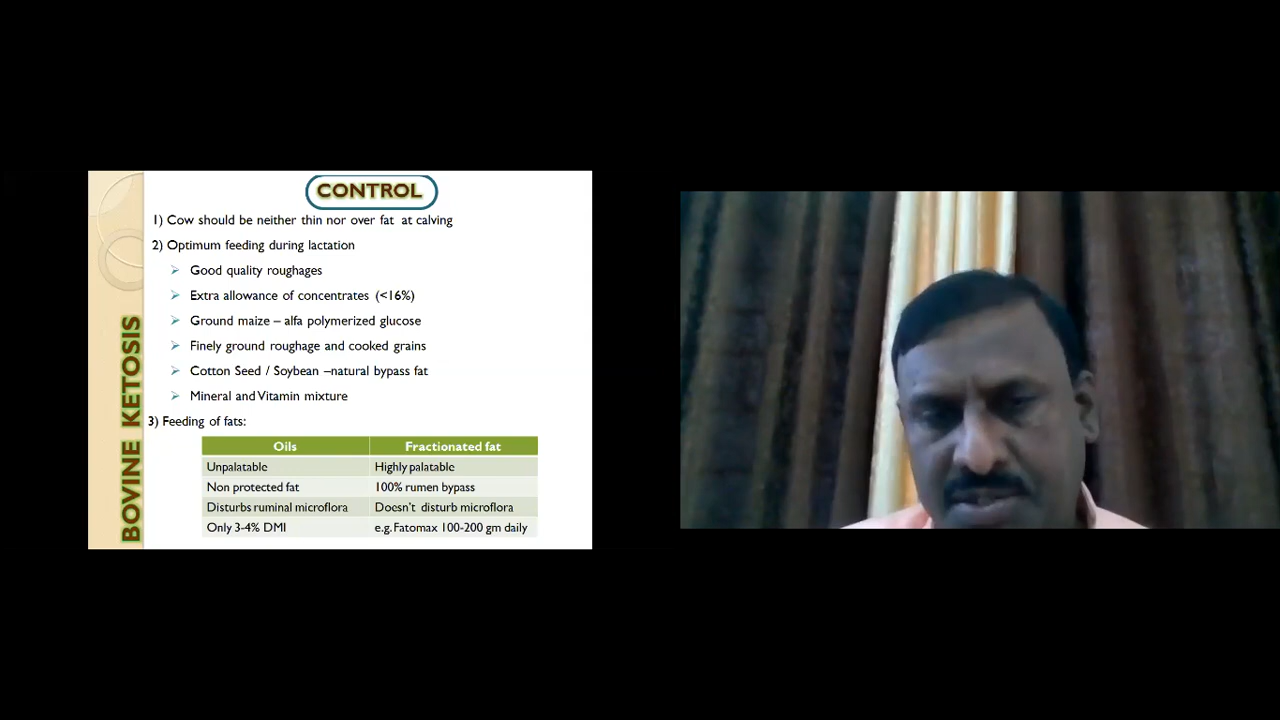 CONTROL
1) Cow should be neither thin nor over fat at calving
2) Optimum feeding during lactation
➢ Good quality roughages
➢ Extra allowance of concentrates (<16%)
➢ Ground maize – alfa polymerized glucose
➢ Finely ground roughage and cooked grains
➢ Cotton Seed / Soybean –natural bypass fat
➢ Mineral and Vitamin mixture
3) Feeding of fats:
Oils Fractionated fat
Unpalatable Highly palatable
Non protected fat 100% rumen bypass
Disturbs ruminal microflora Doesn't disturb microflora
Only 3-4% DMI e.g. Fatomax 100-200 gm daily
BOVINE KETOSIS